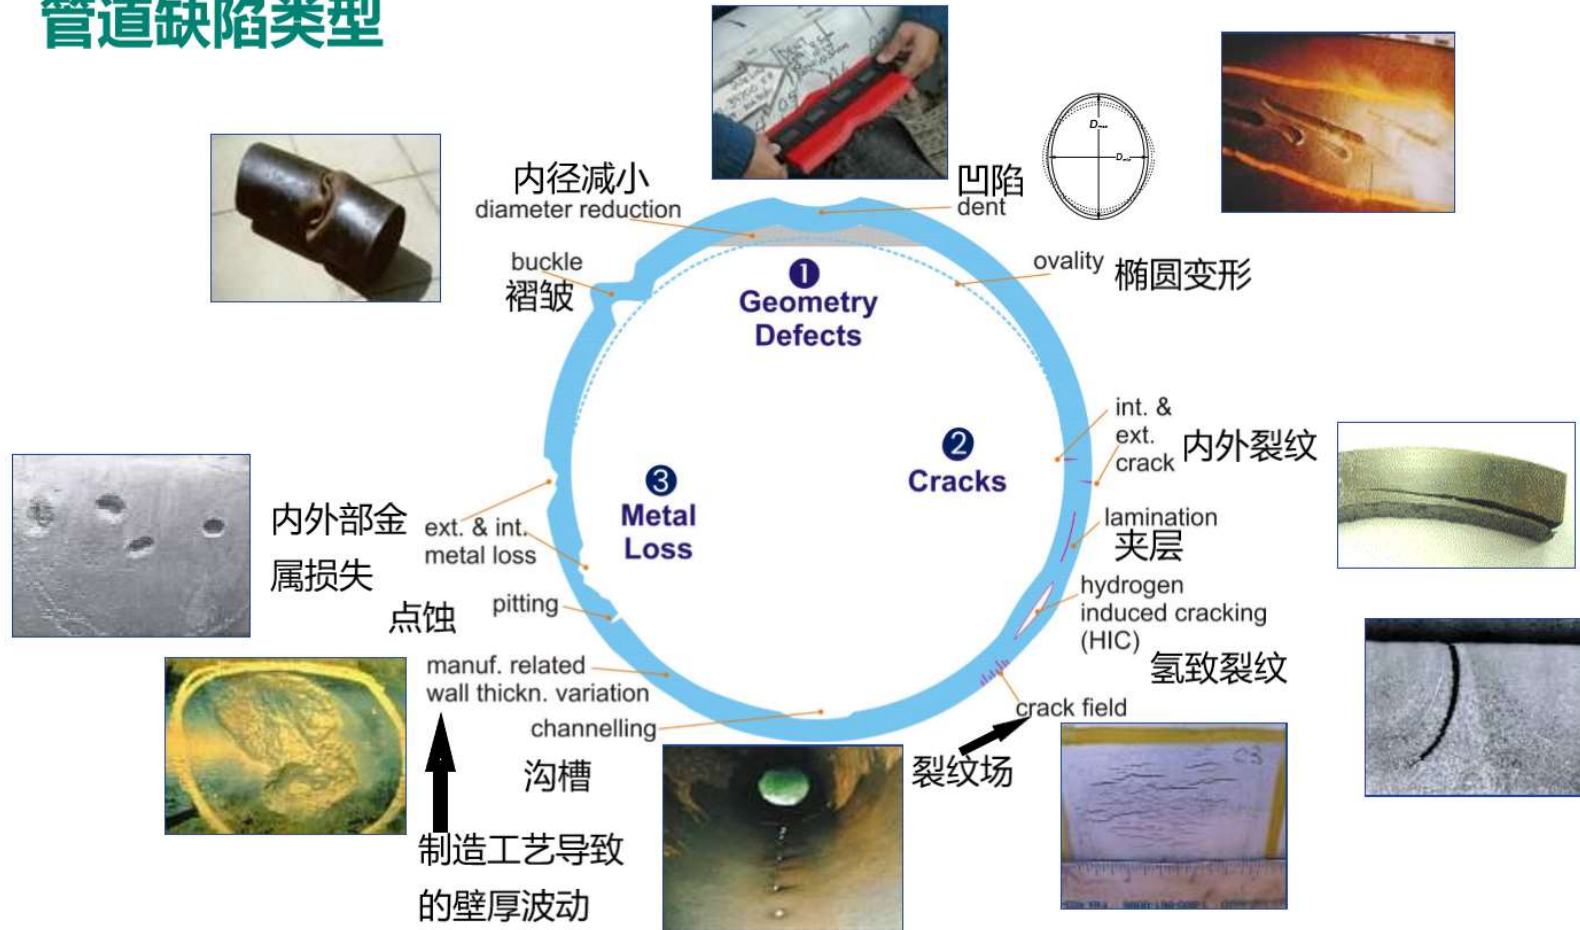 管道缺陷类型
内径减小
diameter reduction
凹陷
dent
buckle
褶皱
ovality
椭圆变形
❶
Geometry
Defects
❷
Cracks
❸
Metal
Loss
int. &
ext.
crack
内外裂纹
lamination
夹层
hydrogen
induced cracking
(HIC)
氢致裂纹
crack field
裂纹场
内外部金
属损失
ext. & int.
metal loss
点蚀
pitting
manuf. related
wall thickn. variation
channelling
沟槽
制造工艺导致
的壁厚波动